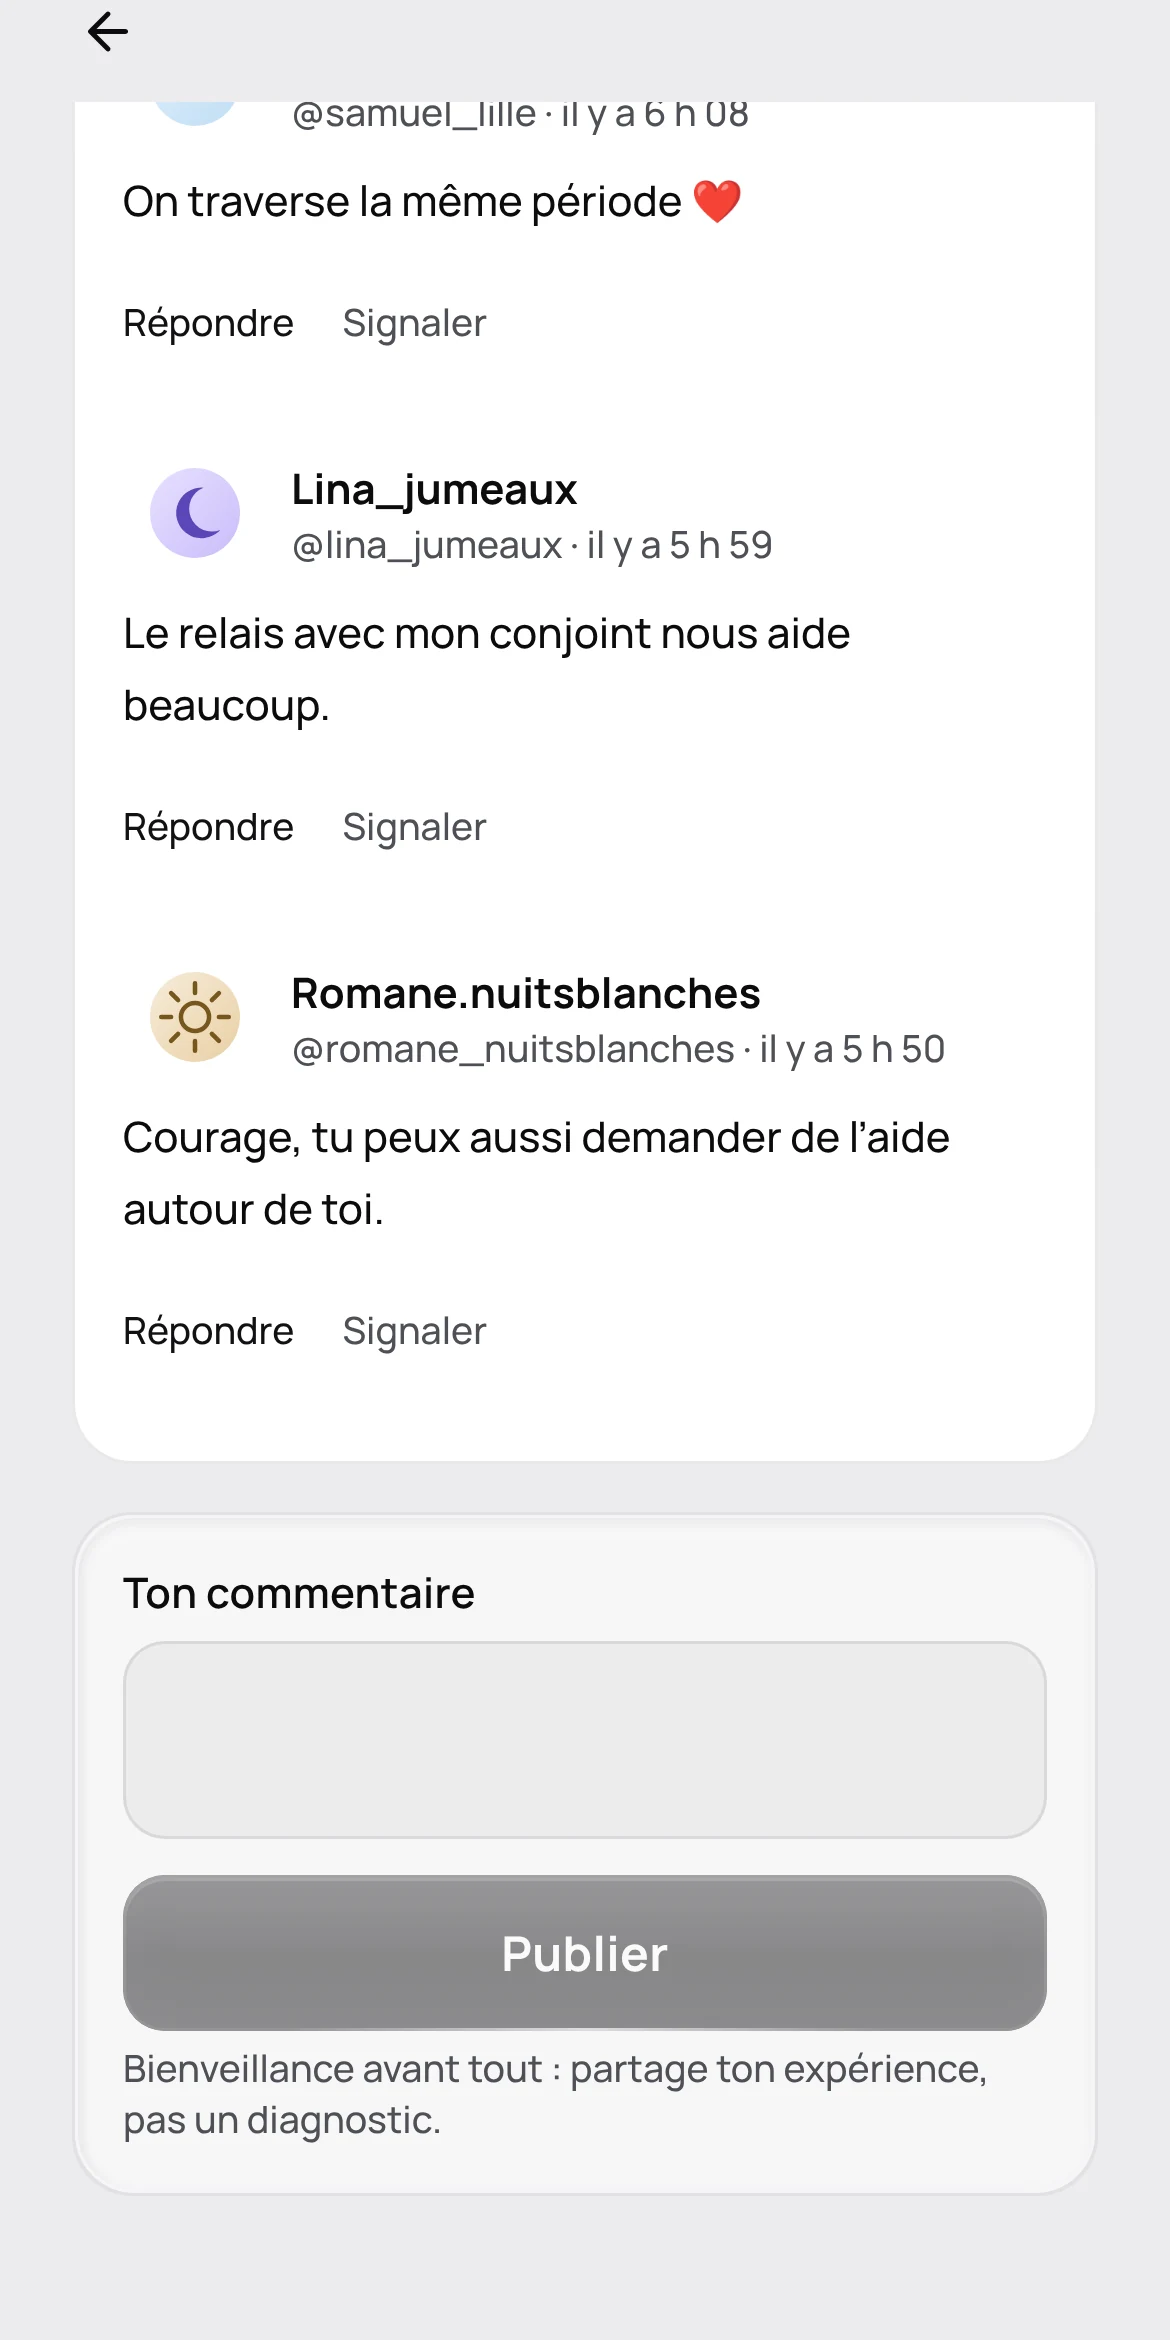 @samuel_lille · il y a 6 h 08
On traverse la même période ❤️
Répondre Signaler
Lina_jumeaux
@lina_jumeaux · il y a 5 h 59
Le relais avec mon conjoint nous aide
beaucoup.
Répondre Signaler
Romane.nuitsblanches
@romane_nuitsblanches · il y a 5 h 50
Courage, tu peux aussi demander de l’aide
autour de toi.
Répondre Signaler
Ton commentaire
Publier
Bienveillance avant tout : partage ton expérience,
pas un diagnostic.